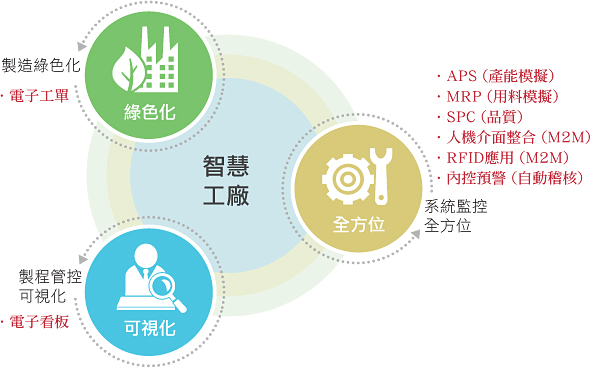 製造綠色化
· 電子工單
綠色化
智慧
工廠
· APS（產能模擬）
· MRP（用料模擬）
· SPC（品質）
· 人機介面整合（M2M）
· RFID應用（M2M）
· 內控預警（自動稽核）
全方位
系統監控
全方位
製程管控
可視化
· 電子看板
可視化